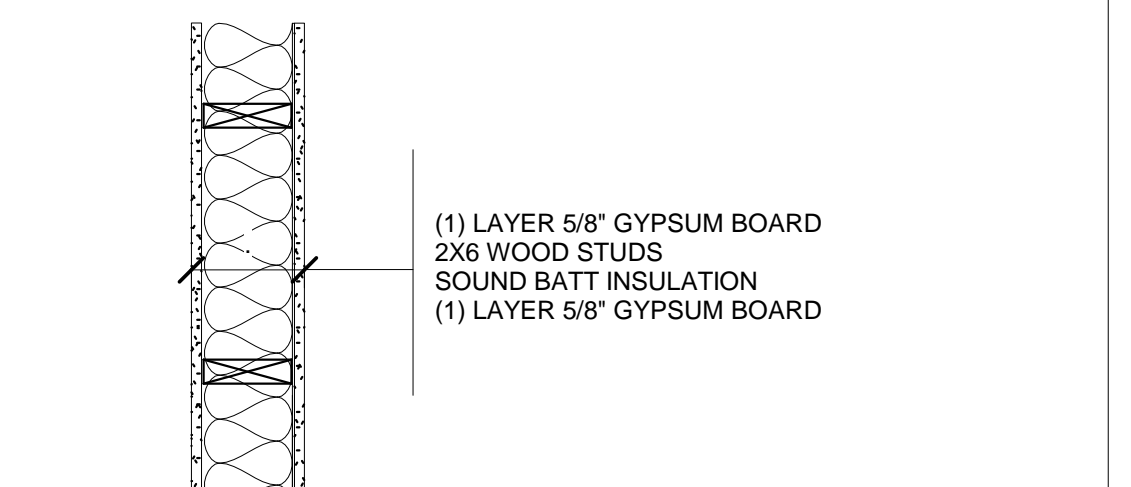 (1) LAYER 5/8" GYPSUM BOARD
2X6 WOOD STUDS
SOUND BATT INSULATION
(1) LAYER 5/8" GYPSUM BOARD